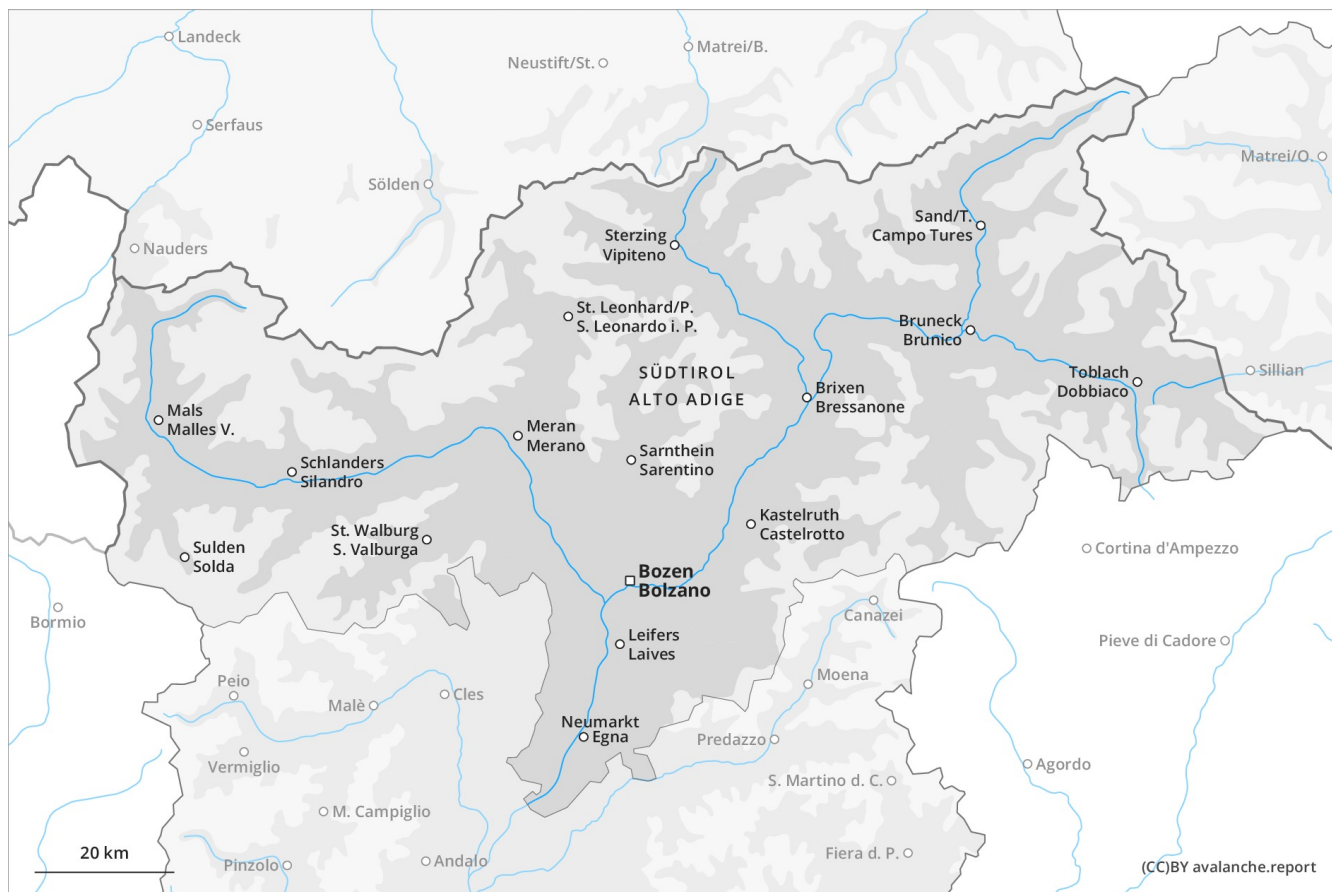 Landeck
Matrei/B.
Neustift/St.
Serfaus
Matrei/O.
Sölden
Sand/T.
Campo Tures
Sterzing
Vipiteno
Nauders
St. Leonhard/P.
S. Leonardo i. P.
Bruneck
Brunico
SÜDTIROL
ALTO ADIGE
Toblach
Dobbiaco
Sillian
Brixen
Bressanone
Mals
Malles V.
Meran
Merano
Sarnthein
Sarentino
Schlanders
Silandro
Kastelruth
Castelrotto
St. Walburg
S. Valburga
Sulden
Solda
Cortina d'Ampezzo
Bozen
Bolzano
Bormio
Canazei
Leifers
Laives
Pieve di Cadore
Peio
Malè
Cles
Moena
Neumarkt
Egna
Predazzo
Vermiglio
Agordo
S. Martino d. C.
M. Campiglio
20 km
Pinzolo
Andalo
Fiera d. P.
(CC)BY avalanche.report